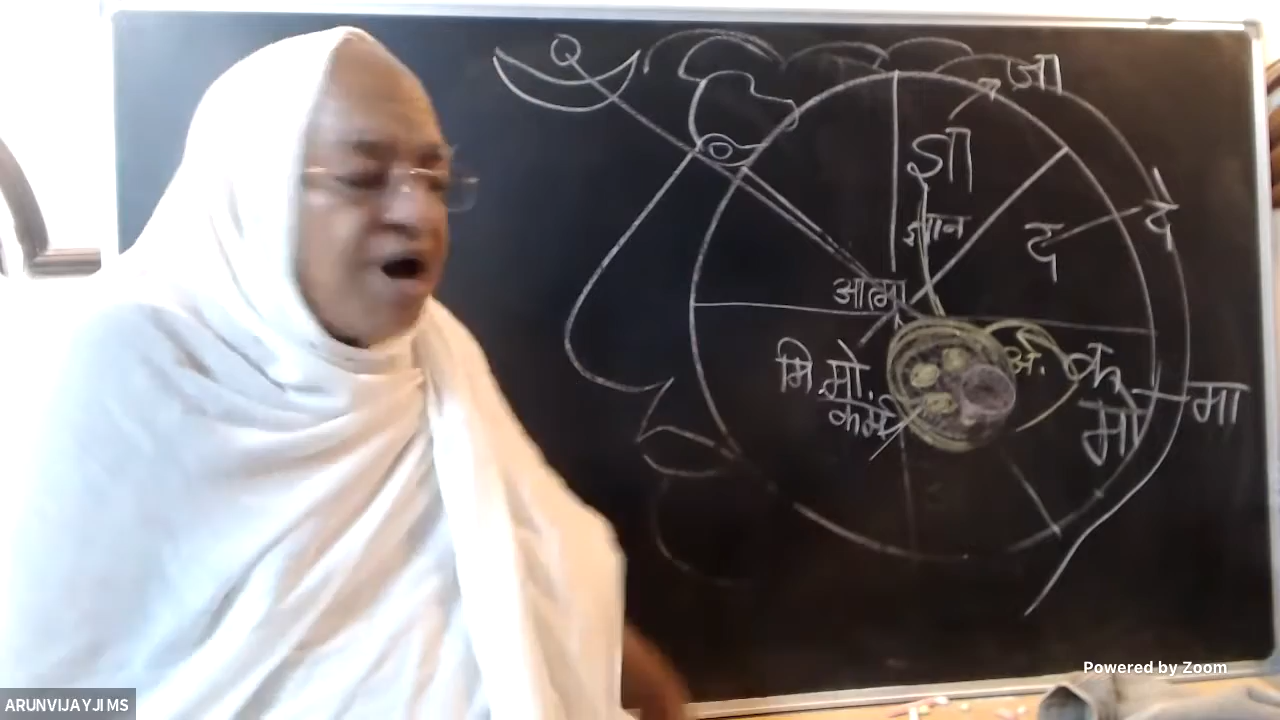 जा
ज्ञा
ज्ञान
द
दे
आत्मा
अं.
मि.मो.
कर्म
क
मो
मा
ARUNVIJAYJI MS
Powered by Zoom